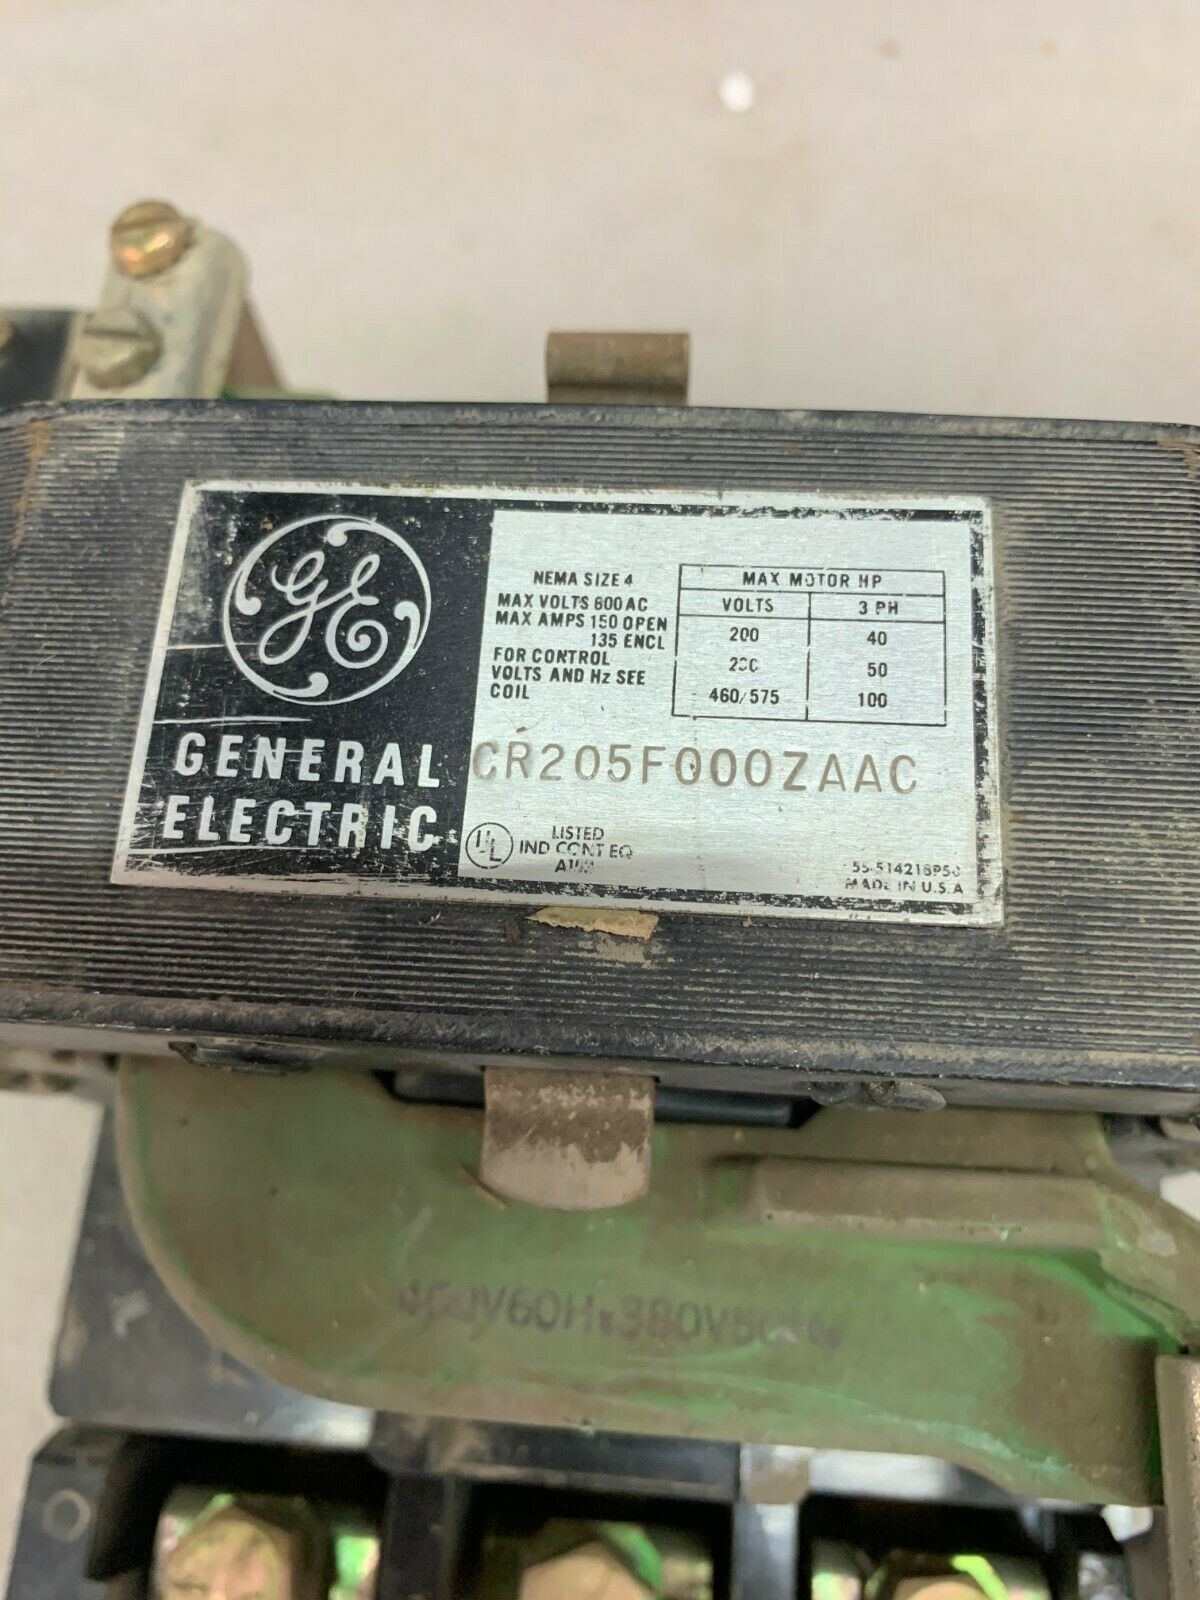 GE
GENERAL
ELECTRIC
NEMA SIZE 4
MAX VOLTS 600 AC
MAX AMPS 150 OPEN
135 ENCL
FOR CONTROL
VOLTS AND Hz SEE
COIL
MAX MOTOR HP
VOLTS 3 PH
200 40
50
460/575 100
CR205F000ZAAC
UL
LISTED
IND CONT EQ
MADE IN U.S.A
460V60Hz380V50Hz